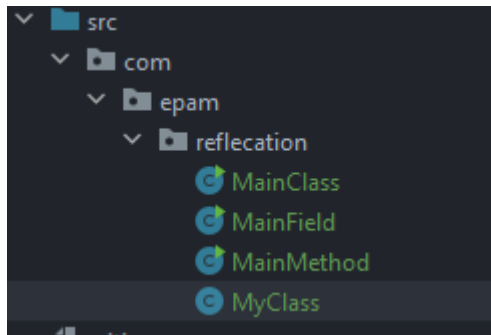 src
com
epam
reflecation
MainClass
MainField
MainMethod
MyClass